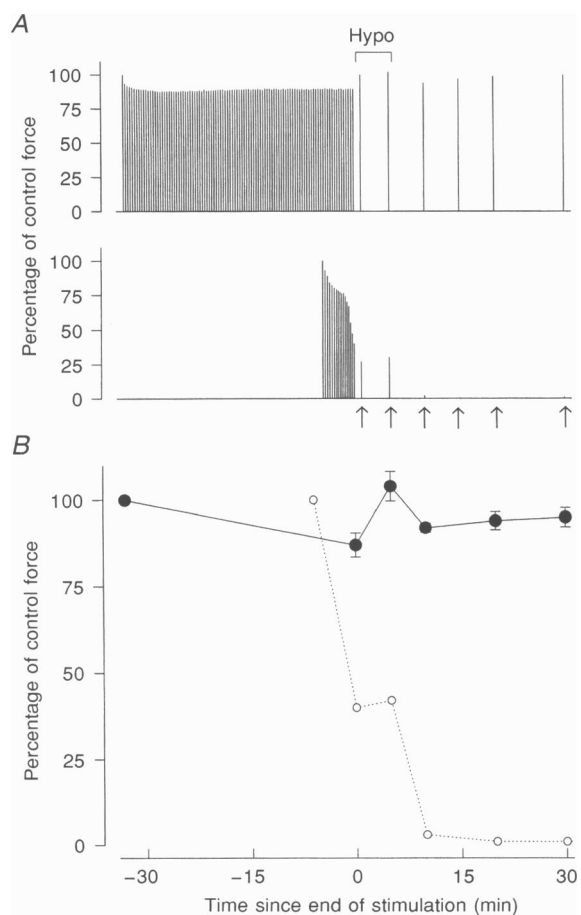 A
Hypo
100
75
50
25
0
100
75
50
25
0
Percentage of control force
B
100
75
50
25
0
Percentage of control force
−30 −15 0 15 30
Time since end of stimulation (min)